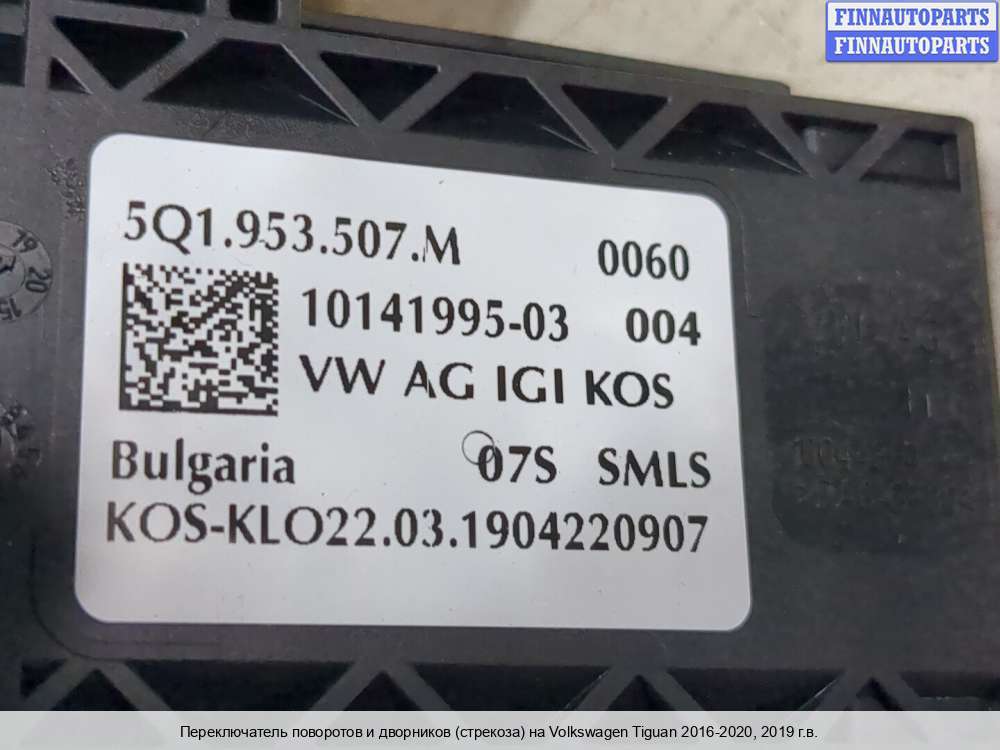 FINNAUTOPARTS
FINNAUTOPARTS
5Q1.953.507.M 0060
10141995-03 004
VW AG IGI KOS
Bulgaria 07S SMLS
KOS-KLO22.03.1904220907
Переключатель поворотов и дворников (стрекоза) на Volkswagen Tiguan 2016-2020, 2019 г.в.